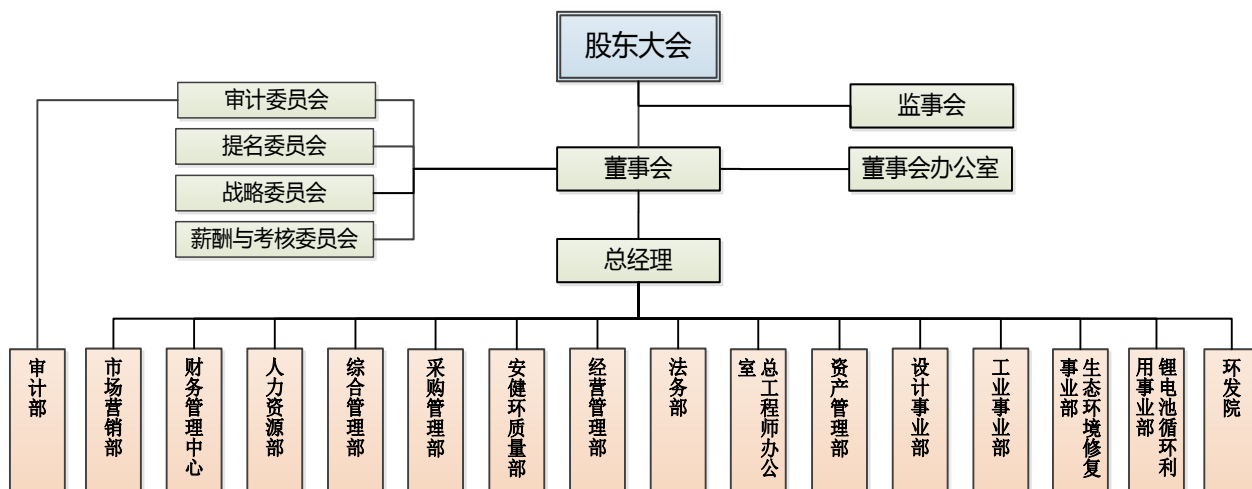 股东大会
审计委员会
监事会
提名委员会
董事会
董事会办公室
战略委员会
薪酬与考核委员会
总经理
审计部
市场营销部
财务管理中心
人力资源部
综合管理部
采购管理部
安健环质量部
经营管理部
法务部
总工程师办公
室
资产管理部
设计事业部
工业事业部
生态环境修复
事业部
锂电池循环利
用事业部
环发院